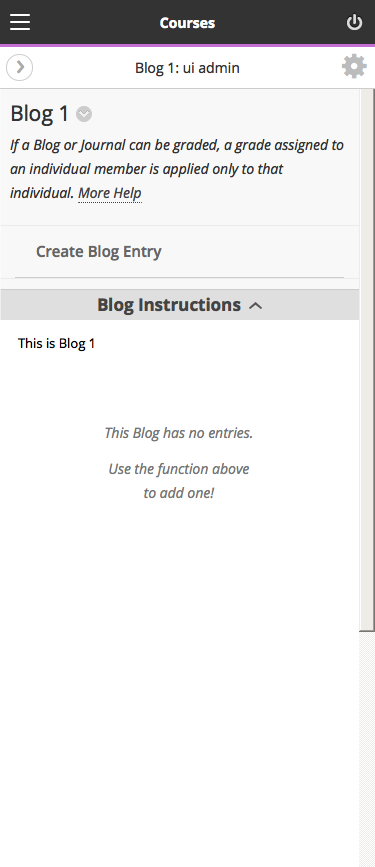 Courses
Blog 1: ui admin
Blog 1
If a Blog or Journal can be graded, a grade assigned to
an individual member is applied only to that
individual. More Help
Create Blog Entry
Blog Instructions
This is Blog 1
This Blog has no entries.
Use the function above
to add one!